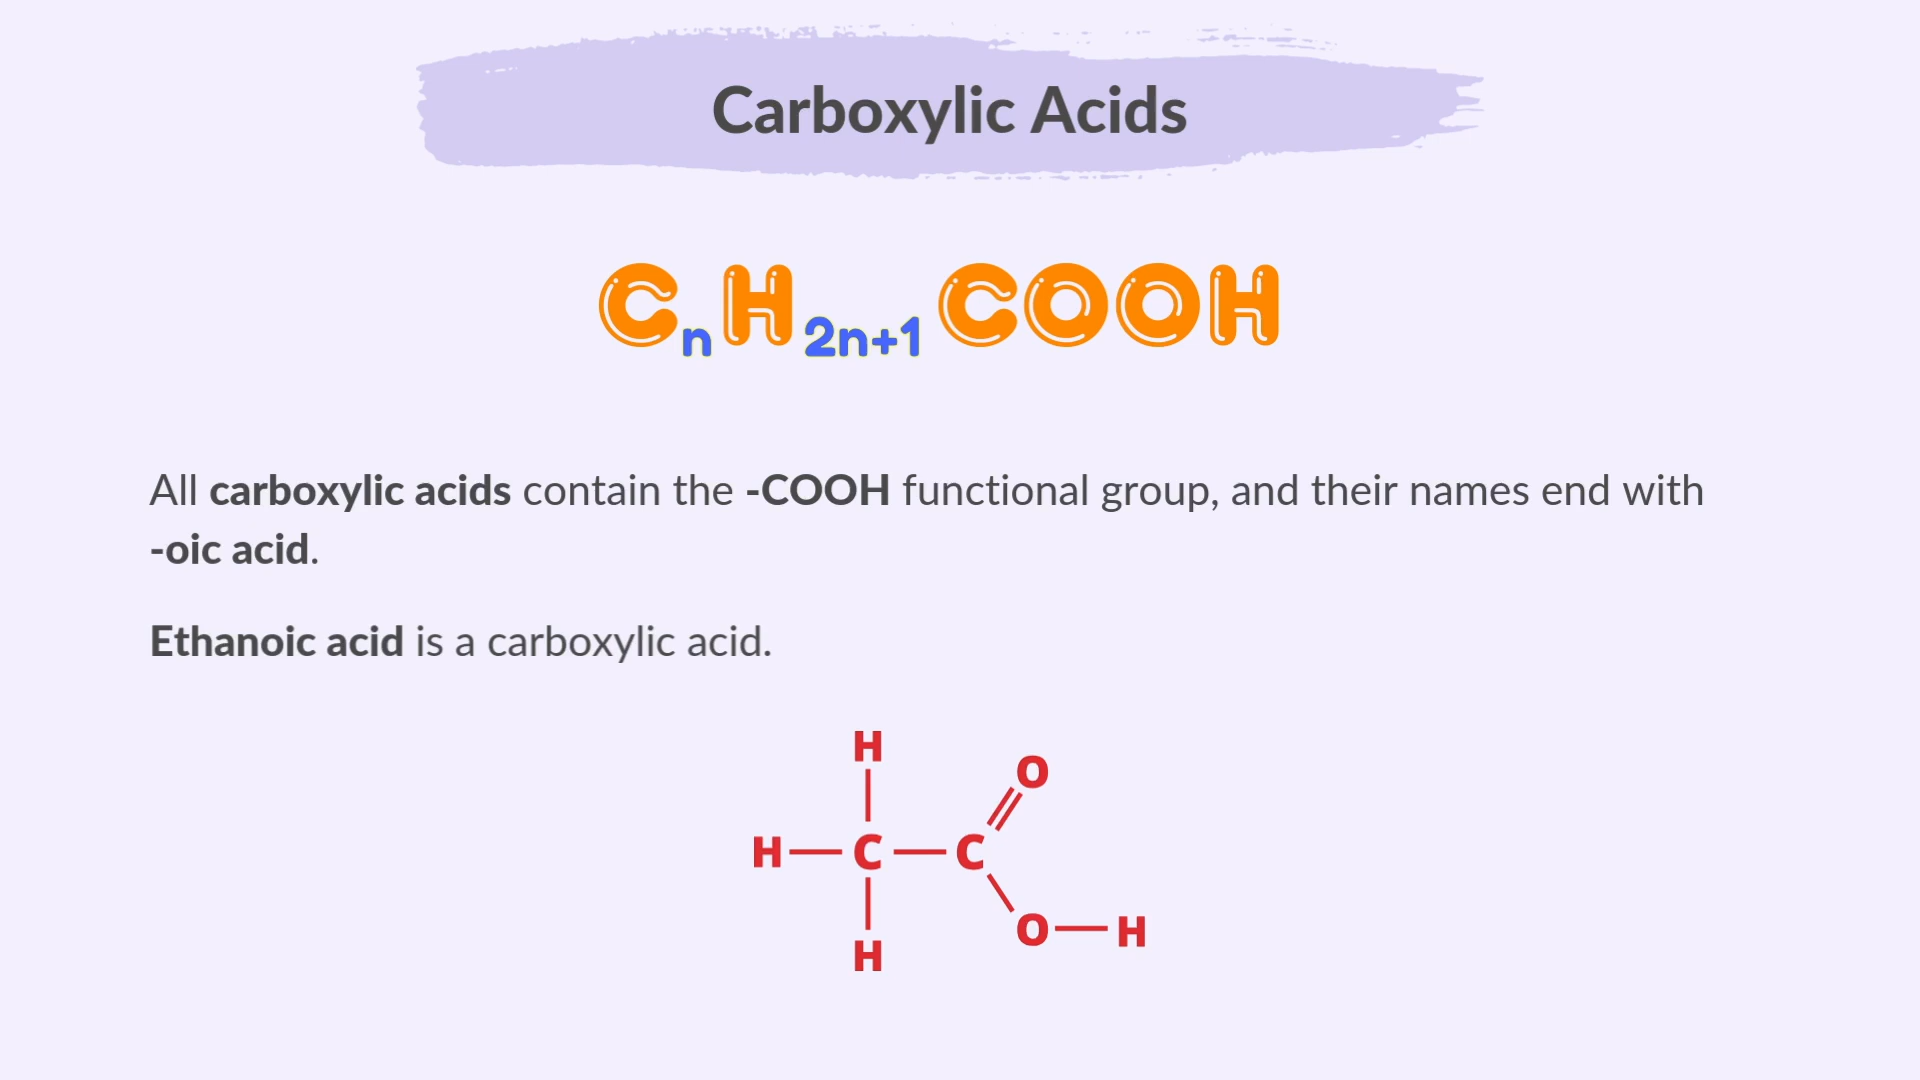 Carboxylic Acids
CnH2n+1COOH
All carboxylic acids contain the -COOH functional group, and their names end with
-oic acid.
Ethanoic acid is a carboxylic acid.
H
O
H C C
O H
H